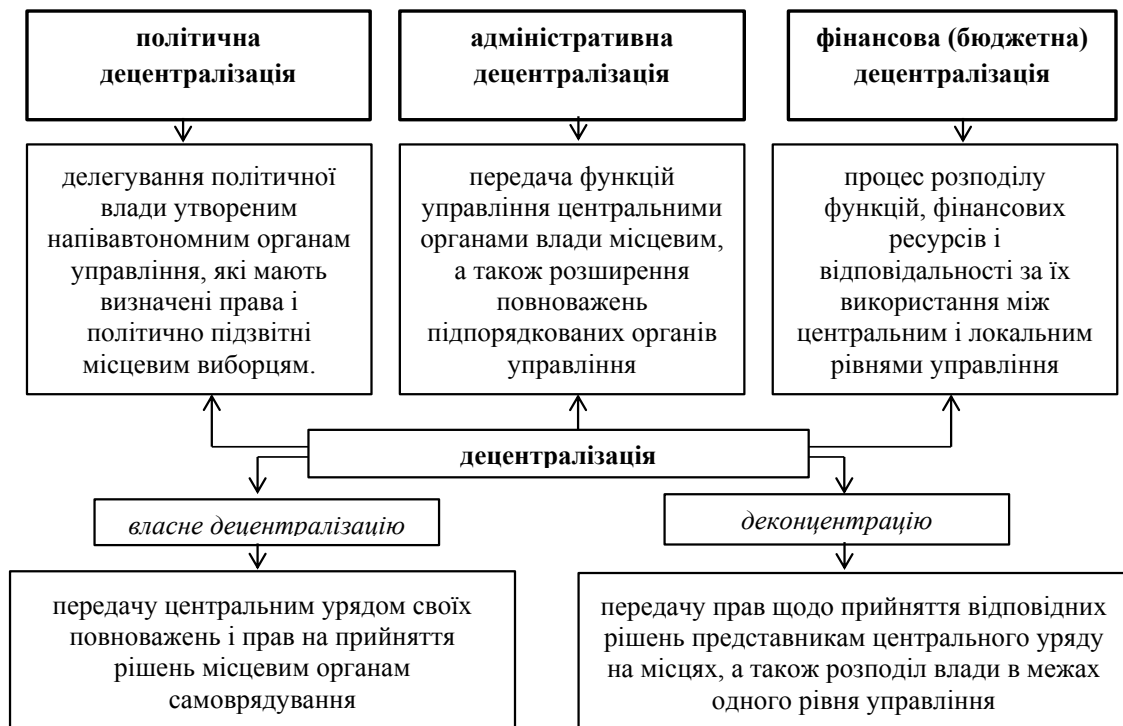 політична
децентралізація
адміністративна
децентралізація
фінансова (бюджетна)
децентралізація
делегування політичної
влади утвореним
напівавтономним органам
управління, які мають
визначені права і
політично підзвітні
місцевим виборцям.
передача функцій
управління центральними
органами влади місцевим,
а також розширення
повноважень
підпорядкованих органів
управління
процес розподілу
функцій, фінансових
ресурсів і
відповідальності за їх
використання між
центральним і локальним
рівнями управління
децентралізація
власне децентралізацію
деконцентрацію
передачу центральним урядом своїх
повноважень і прав на прийняття
рішень місцевим органам
самоврядування
передачу прав щодо прийняття відповідних
рішень представникам центрального уряду
на місцях, а також розподіл влади в межах
одного рівня управління